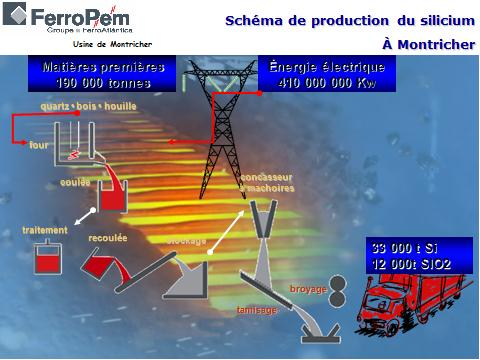 FerroPem
Groupe FerroAtlántica
Usine de Montricher
Schéma de production du silicium
À Montricher
Matières premières
190 000 tonnes
Énergie électrique
410 000 000 Kw
quartz • bois • houille
four
coulée
concasseur
à machoires
traitement
recoulée
stockage
33 000 t Si
12 000t SIO2
broyage
tamisage